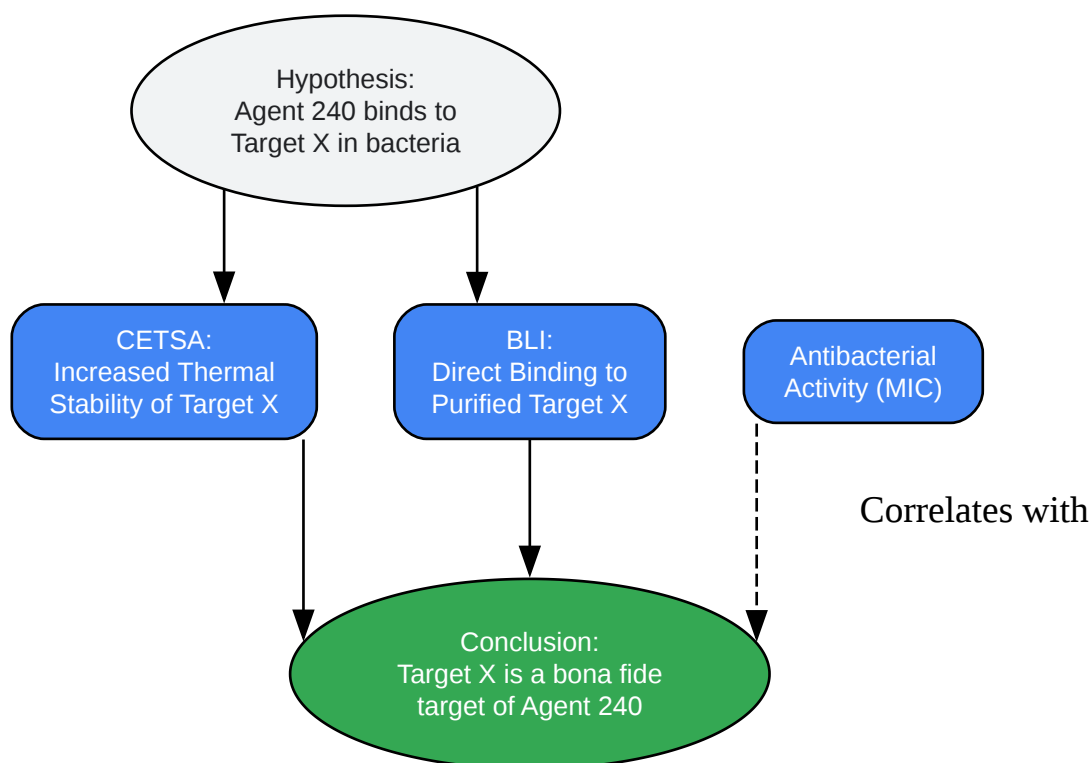 Hypothesis:
Agent 240 binds to
Target X in bacteria
CETSA:
Increased Thermal
Stability of Target X
BLI:
Direct Binding to
Purified Target X
Antibacterial
Activity (MIC)
Correlates with
Conclusion:
Target X is a bona fide
target of Agent 240